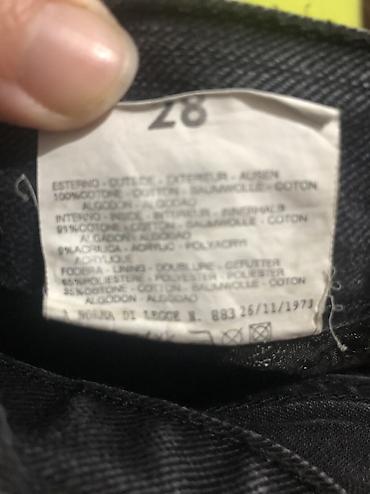 28
ESTERNO - OUTSIDE - EXTERIEUR - AUSEN
100%COTONE - COTTON - BAUMWOLLE - COTON
ALGODON - ALGODAO
INTERNO - INSIDE - INTERIEUR - INNERHALB
91%COTONE - COTTON - BAUMWOLLE - COTON
ALGADON - ALGODAO
9%ACRILICA - ACRYLIC - POLYACRYL
ACRYLIQUE
FODERA - LINING - DOUBLURE - GEFUTTER
65%POLIESTERE - POLYESTER - POLIESTER
35%COTONE - COTTON - BAUMWOLLE - COTON
ALGODON - ALGODAO
NORMA DI LEGGE N. 883 26/11/1973